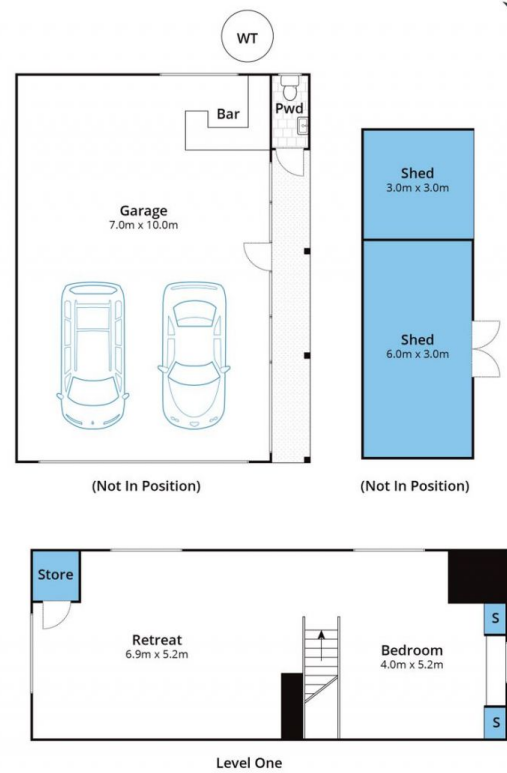 WT
Bar
Pwd
Garage
7.0m x 10.0m
Shed
3.0m x 3.0m
Shed
6.0m x 3.0m
(Not In Position)
(Not In Position)
Store
Retreat
6.9m x 5.2m
Bedroom
4.0m x 5.2m
S
S
Level One